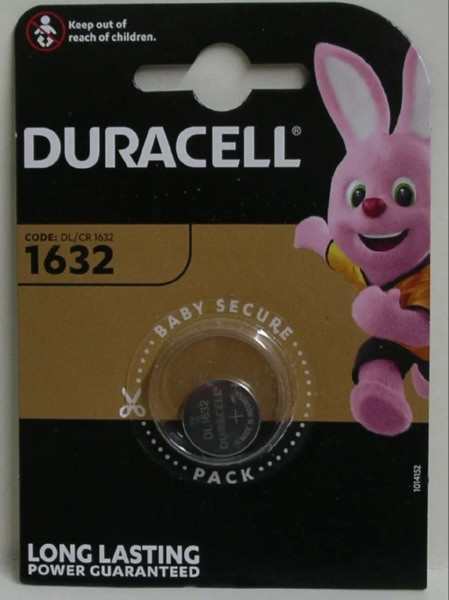 Keep out of
reach of children.
DURACELL®
CODE: DL/CR 1632
1632
BABY SECURE
DL1632
DURACELL
+
PACK
1014152
LONG LASTING
POWER GUARANTEED